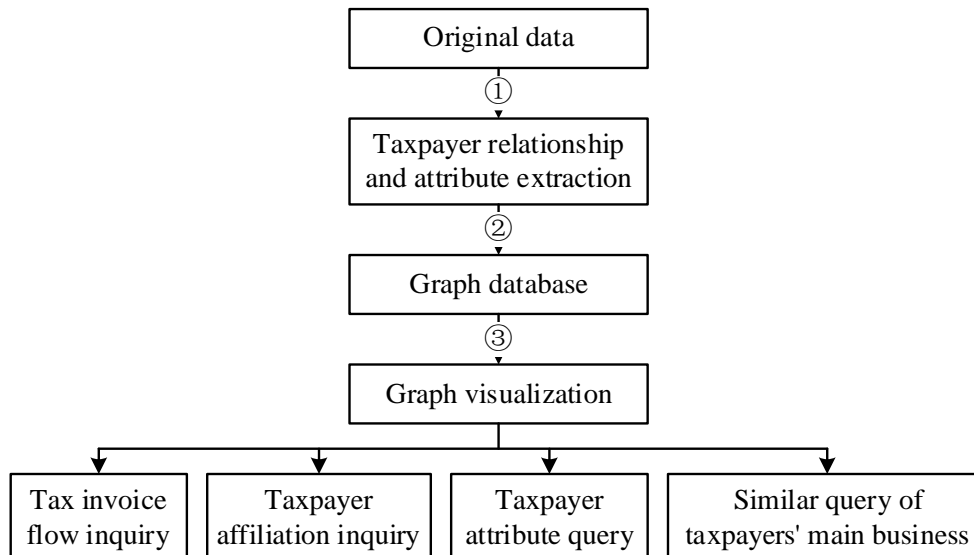 Original data
①
Taxpayer relationship
and attribute extraction
②
Graph database
③
Graph visualization
Tax invoice
flow inquiry
Taxpayer
affiliation inquiry
Taxpayer
attribute query
Similar query of
taxpayers' main business